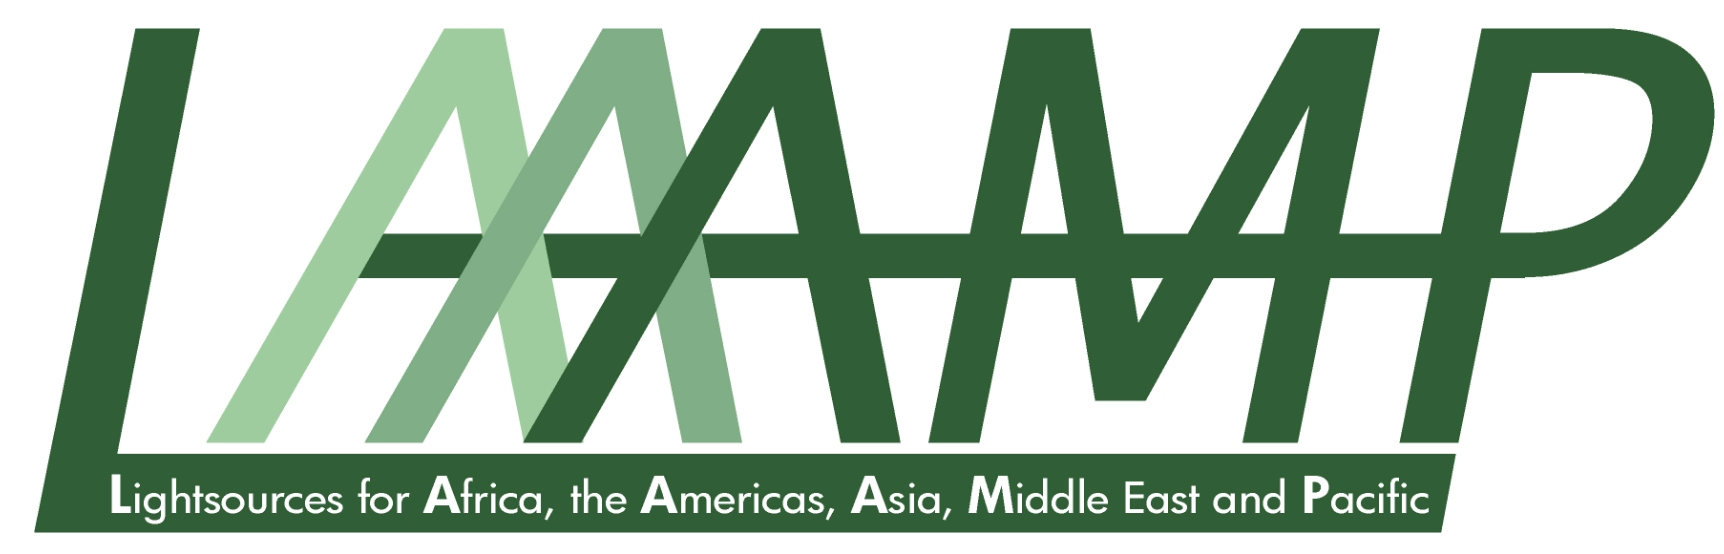 LAAAMP
Lightsources for Africa, the Americas, Asia, Middle East and Pacific